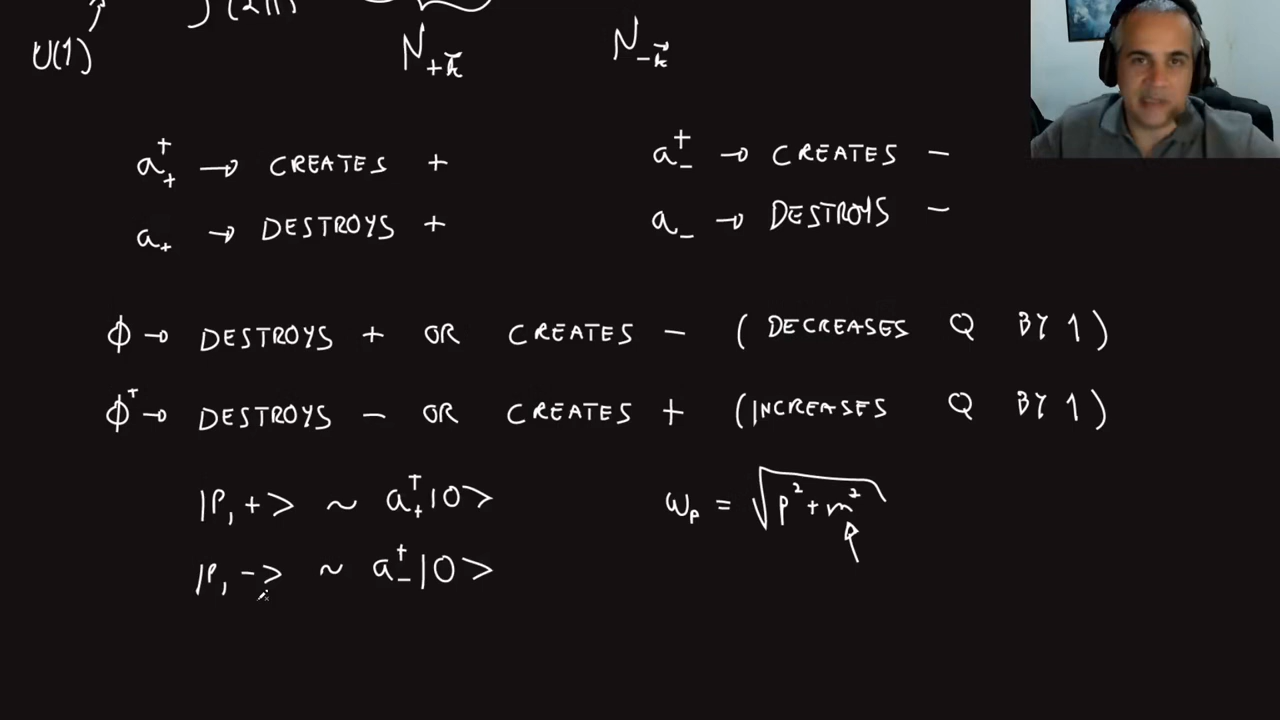 U(1)
N₊ₖ⃗ N₋ₖ⃗
a₊† → CREATES + a₋† → CREATES −
a₊ → DESTROYS + a₋ → DESTROYS −
ϕ → DESTROYS + OR CREATES − (DECREASES Q BY 1)
ϕ† → DESTROYS − OR CREATES + (INCREASES Q BY 1)
|P, +> ~ a₊†|0> ωₚ = √(p² + m²)
|P, −> ~ a₋†|0>